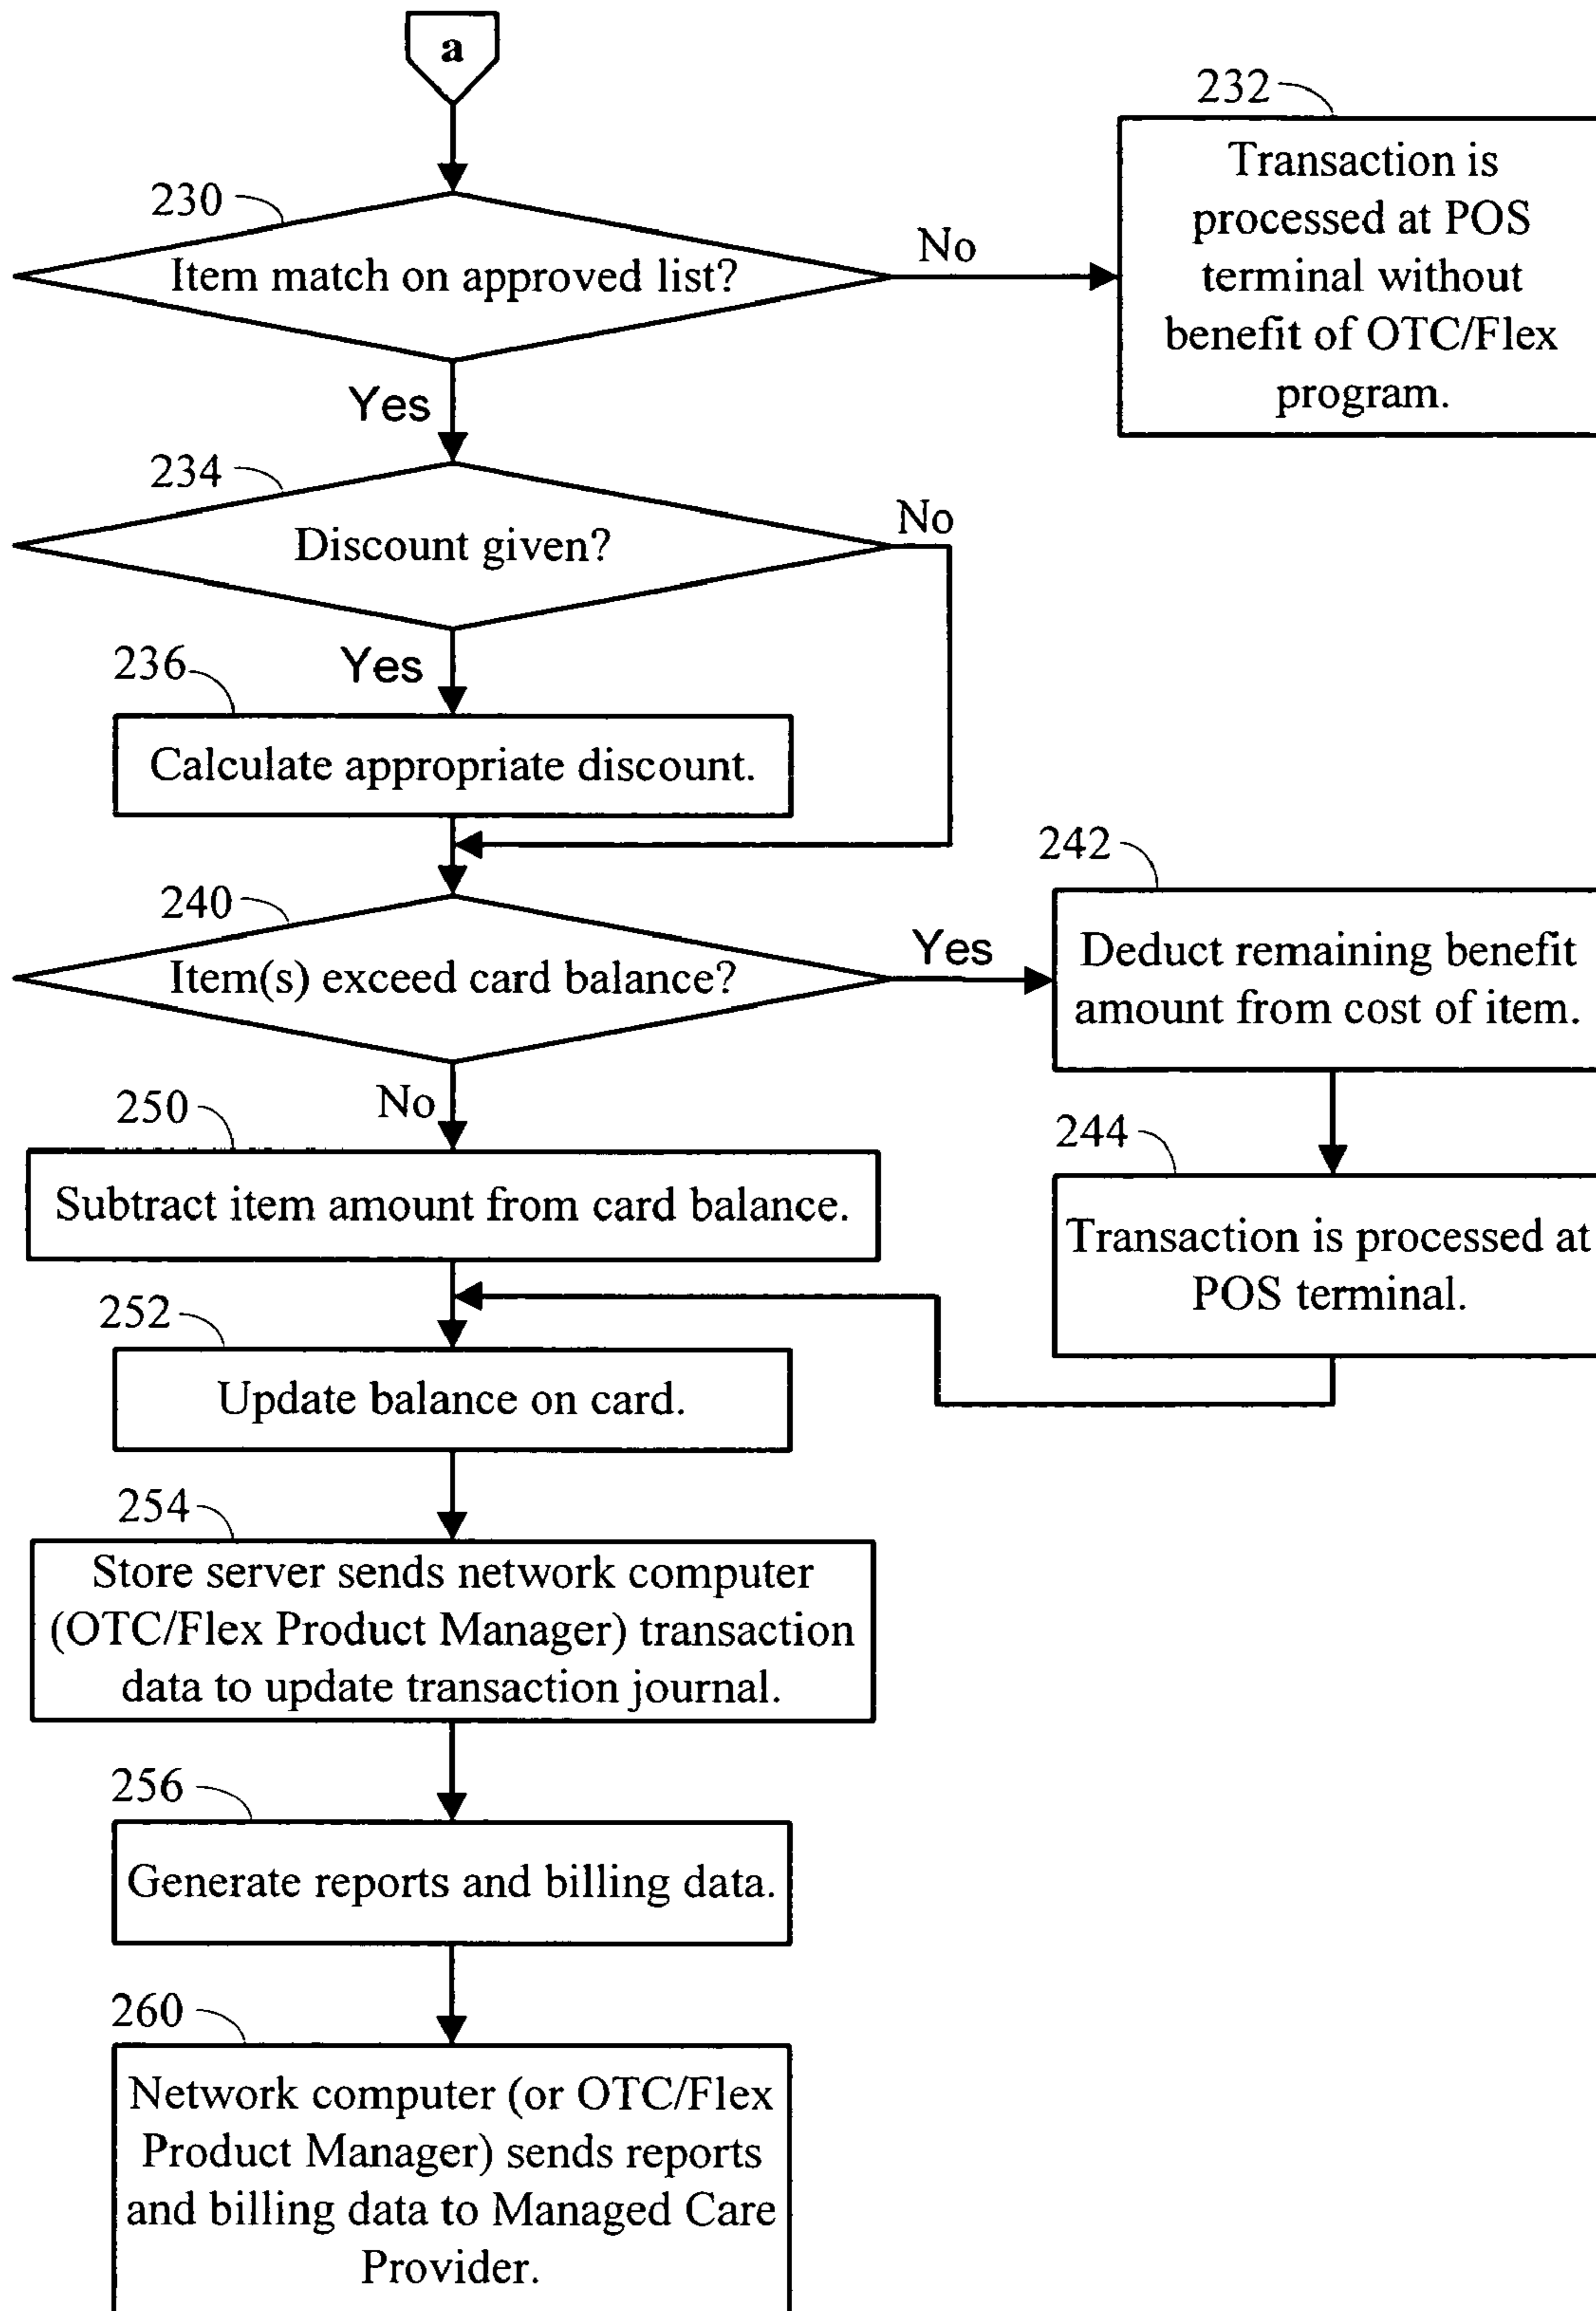 a
232
Transaction is
processed at POS
terminal without
benefit of OTC/Flex
program.
230
Item match on approved list?
No
Yes
234
Discount given?
No
Yes
236
Calculate appropriate discount.
240
Item(s) exceed card balance?
Yes
242
Deduct remaining benefit
amount from cost of item.
No
244
Transaction is processed at
POS terminal.
250
Subtract item amount from card balance.
252
Update balance on card.
254
Store server sends network computer
(OTC/Flex Product Manager) transaction
data to update transaction journal.
256
Generate reports and billing data.
260
Network computer (or OTC/Flex
Product Manager) sends reports
and billing data to Managed Care
Provider.